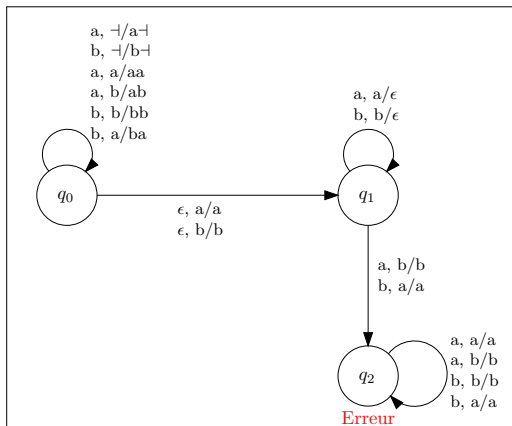 a, ⊣/a⊣
b, ⊣/b⊣
a, a/aa
a, b/ab
b, b/bb
b, a/ba
a, a/ϵ
b, b/ϵ
q₀
q₁
ϵ, a/a
ϵ, b/b
a, b/b
b, a/a
q₂
a, a/a
a, b/b
b, b/b
b, a/a
Erreur